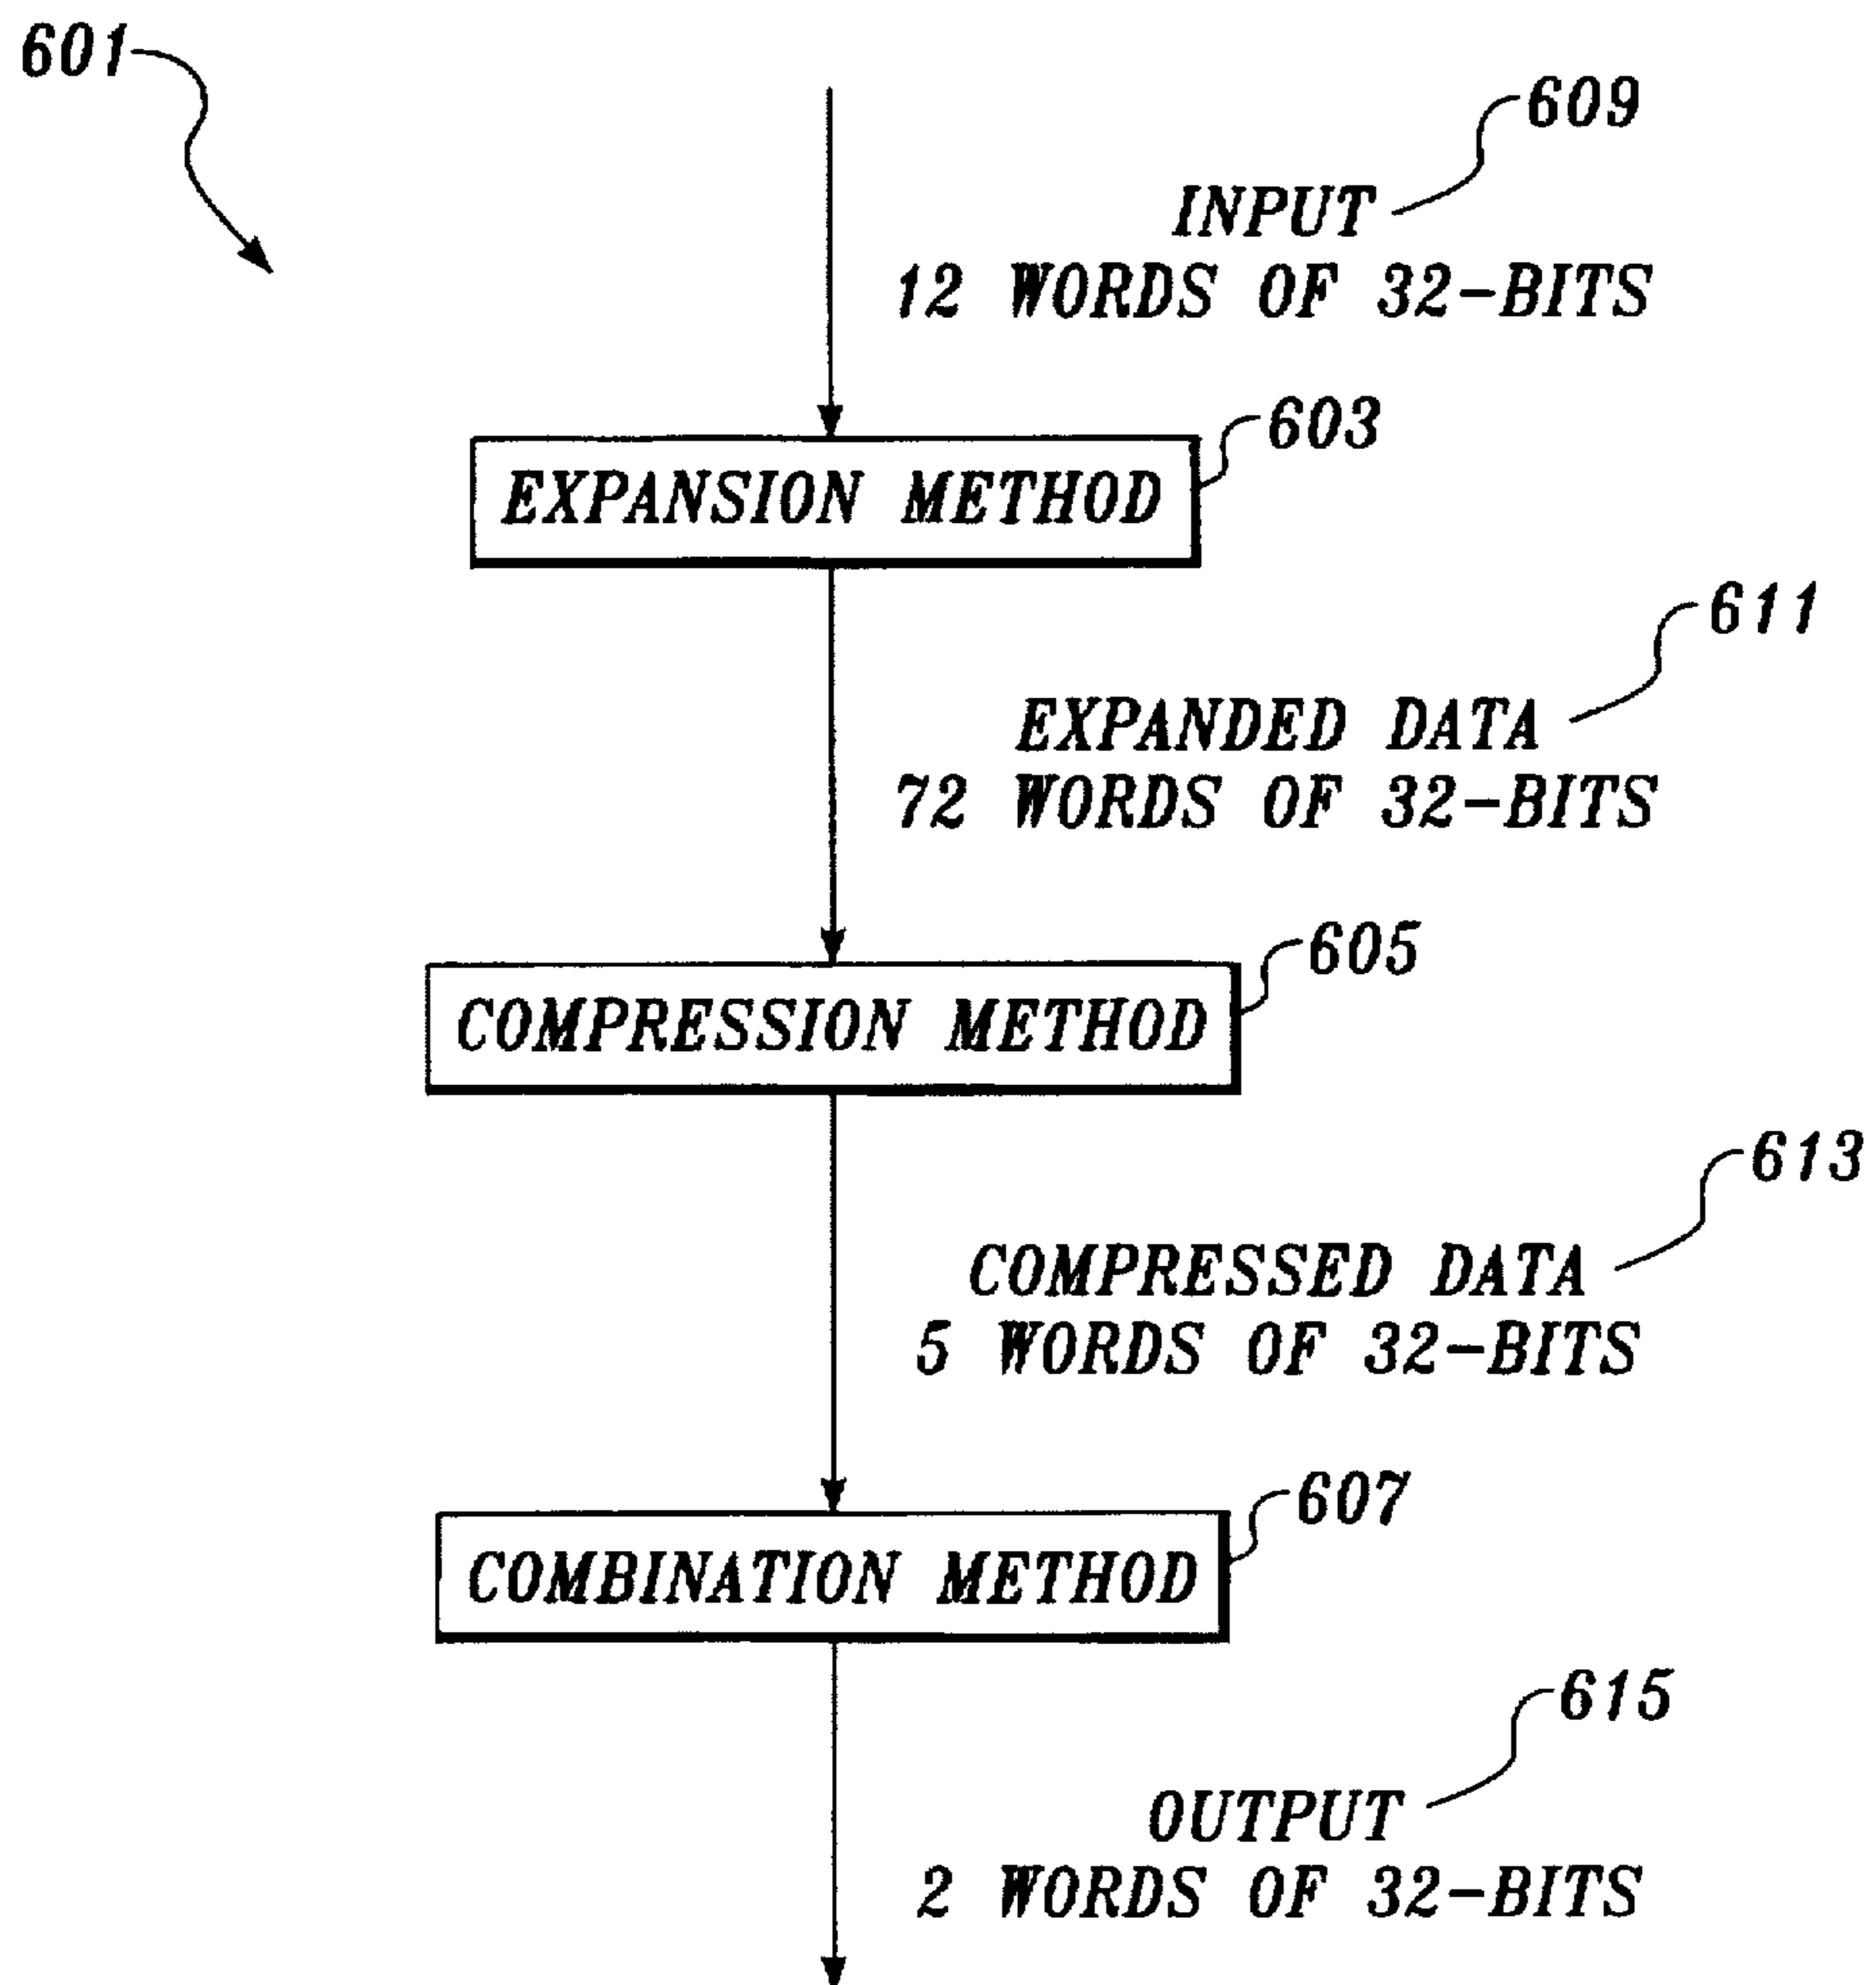 601
609
INPUT
12 WORDS OF 32-BITS
603
EXPANSION METHOD
611
EXPANDED DATA
72 WORDS OF 32-BITS
605
COMPRESSION METHOD
613
COMPRESSED DATA
5 WORDS OF 32-BITS
607
COMBINATION METHOD
615
OUTPUT
2 WORDS OF 32-BITS